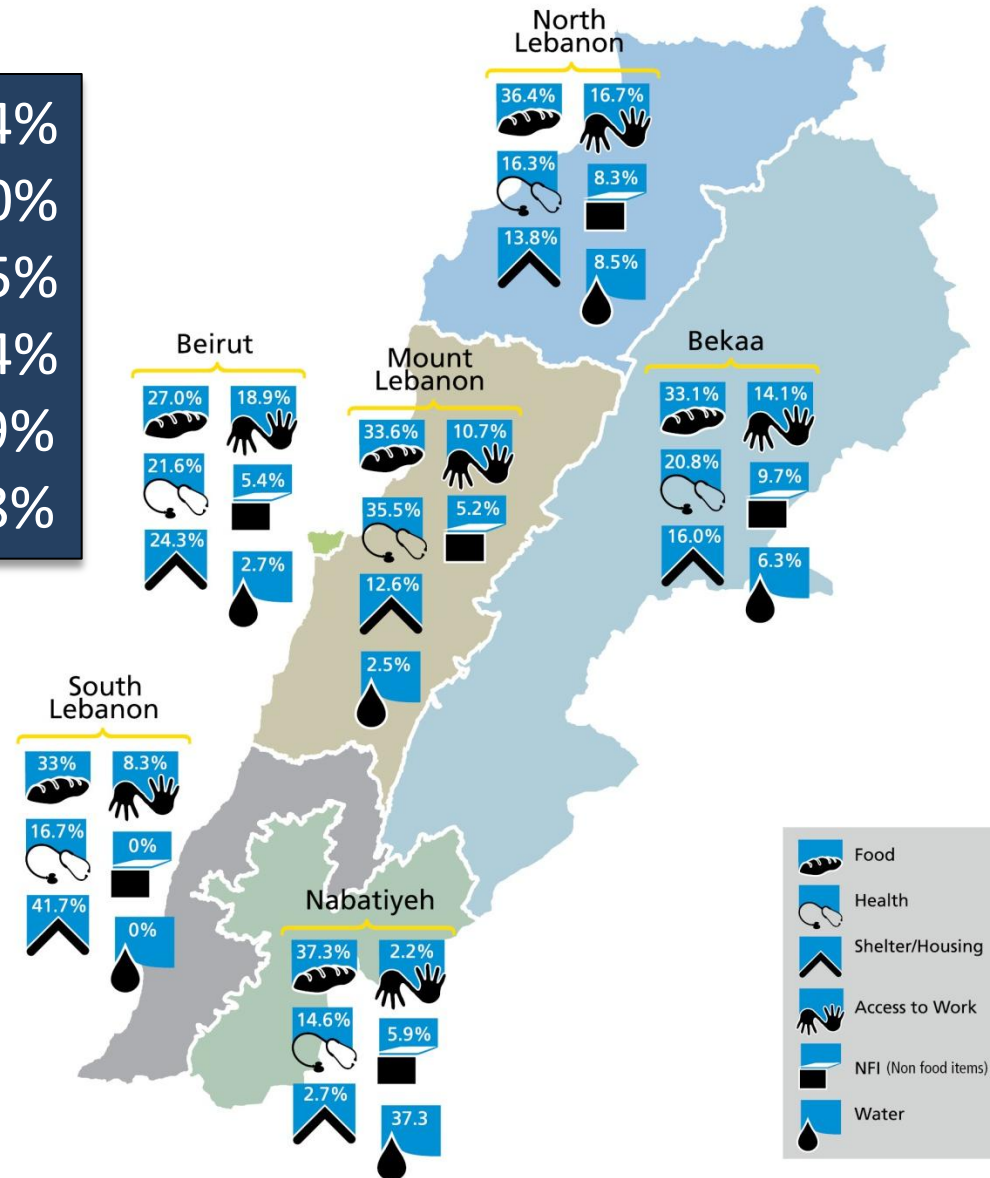 4%
0%
5%
4%
9%
North
Lebanon
36.4% 16.7%
16.3% 8.3%
13.8% 8.5%
Beirut
27.0% 18.9%
21.6% 5.4%
24.3% 2.7%
Mount
Lebanon
33.6% 10.7%
35.5% 5.2%
12.6%
2.5%
Bekaa
33.1% 14.1%
20.8% 9.7%
16.0% 6.3%
South
Lebanon
33% 8.3%
16.7% 0%
41.7% 0%
Nabatiyeh
37.3% 2.2%
14.6% 5.9%
2.7% 37.3
Food
Health
Shelter/Housing
Access to Work
NFI (Non food items)
Water